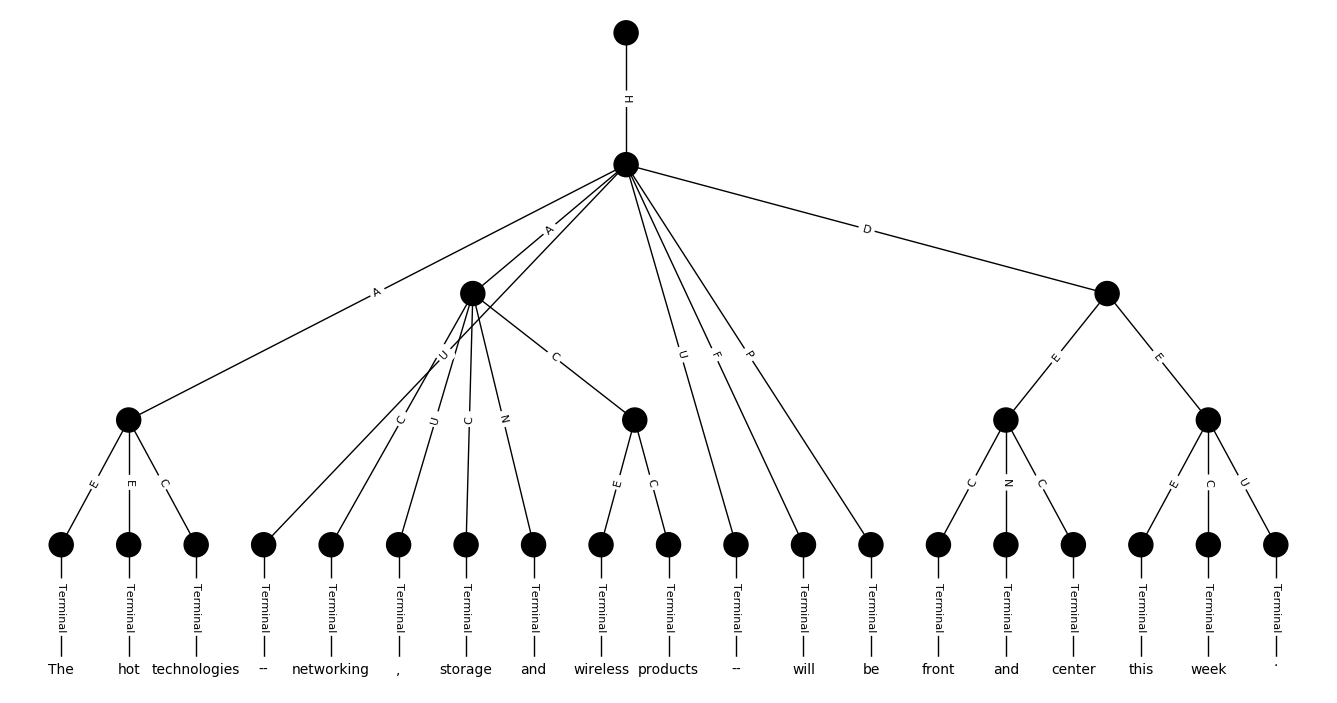 H
A
A
U
U
F
P
D
C
U
C
N
C
E
E
E
E
C
E
C
C
N
C
E
C
U
Terminal Terminal Terminal Terminal Terminal Terminal Terminal Terminal Terminal Terminal Terminal Terminal Terminal Terminal Terminal Terminal Terminal Terminal Terminal
The hot technologies -- networking , storage and wireless products -- will be front and center this week .